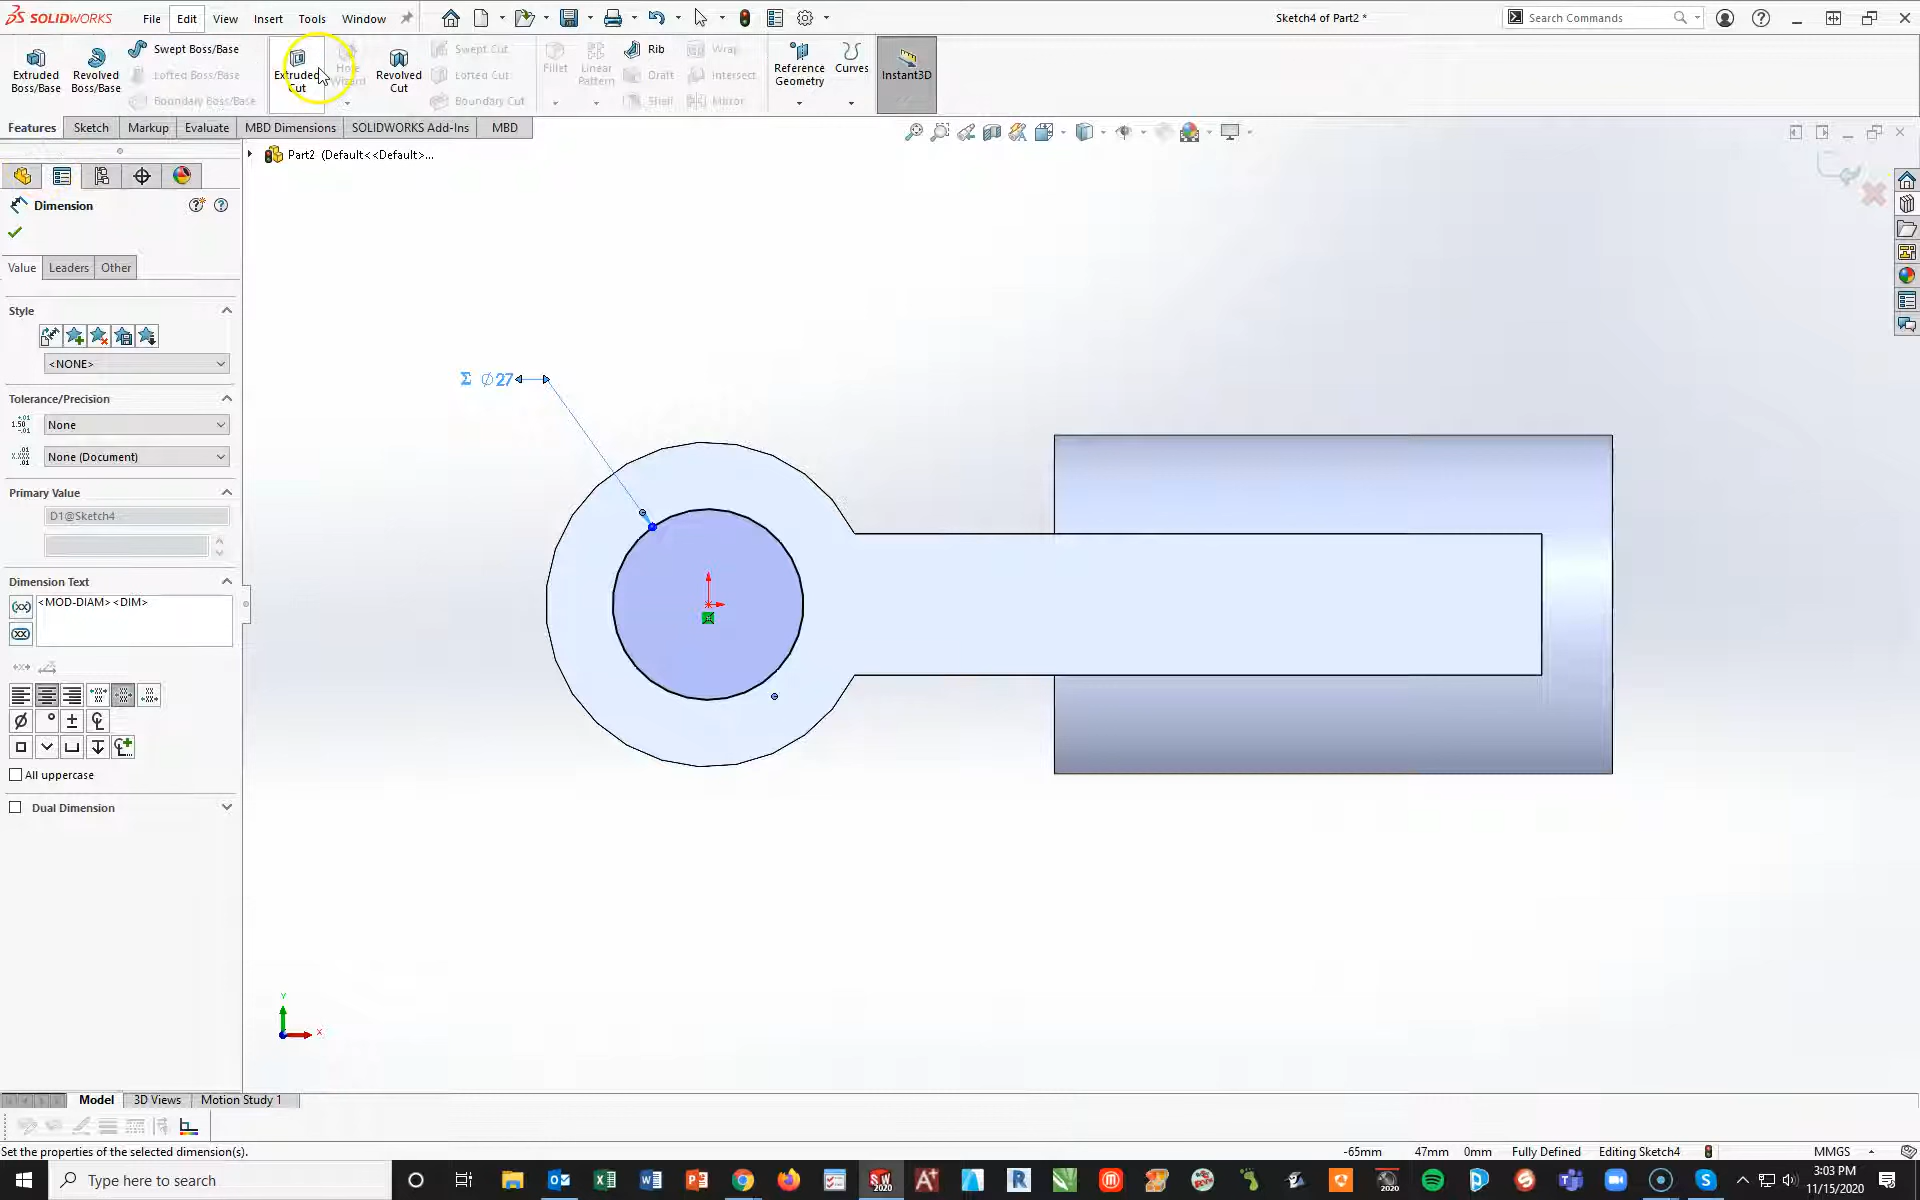 SOLIDWORKS File Edit View Insert Tools Window Sketch4 of Part2 * Search Commands
Extruded Boss/Base
Revolved Boss/Base
Swept Boss/Base
Lofted Boss/Base
Boundary Boss/Base
Extruded Cut
Hole Wizard
Revolved Cut
Swept Cut
Lofted Cut
Boundary Cut
Fillet
Linear Pattern
Rib
Draft
Shell
Wrap
Intersect
Mirror
Reference Geometry
Curves
Instant3D
Features Sketch Markup Evaluate MBD Dimensions SOLIDWORKS Add-Ins MBD
Part2 (Default<<Default>...
Dimension
Value Leaders Other
Style
<NONE>
Tolerance/Precision
None
None (Document)
Primary Value
D1@Sketch4
Dimension Text
<MOD-DIAM><DIM>
All uppercase
Dual Dimension
Σ ∅27
Y
X
Model 3D Views Motion Study 1
Set the properties of the selected dimension(s). -65mm 47mm 0mm Fully Defined Editing Sketch4 MMGS
Type here to search
3:03 PM
11/15/2020